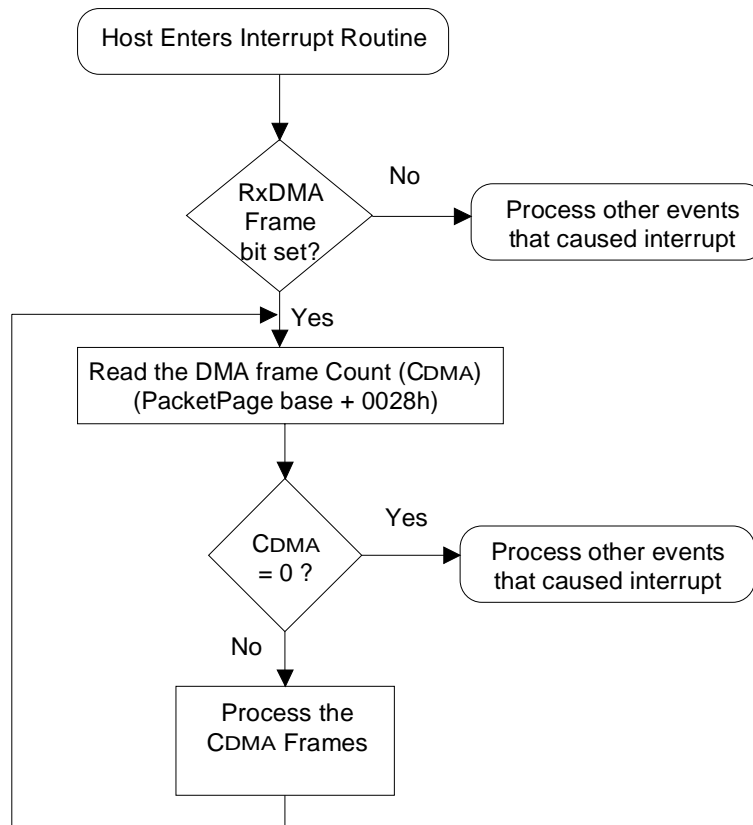 Host Enters Interrupt Routine
RxDMA
Frame
bit set?
No
Process other events
that caused interrupt
Yes
Read the DMA frame Count (CDMA)
(PacketPage base + 0028h)
CDMA
= 0 ?
Yes
Process other events
that caused interrupt
No
Process the
CDMA Frames